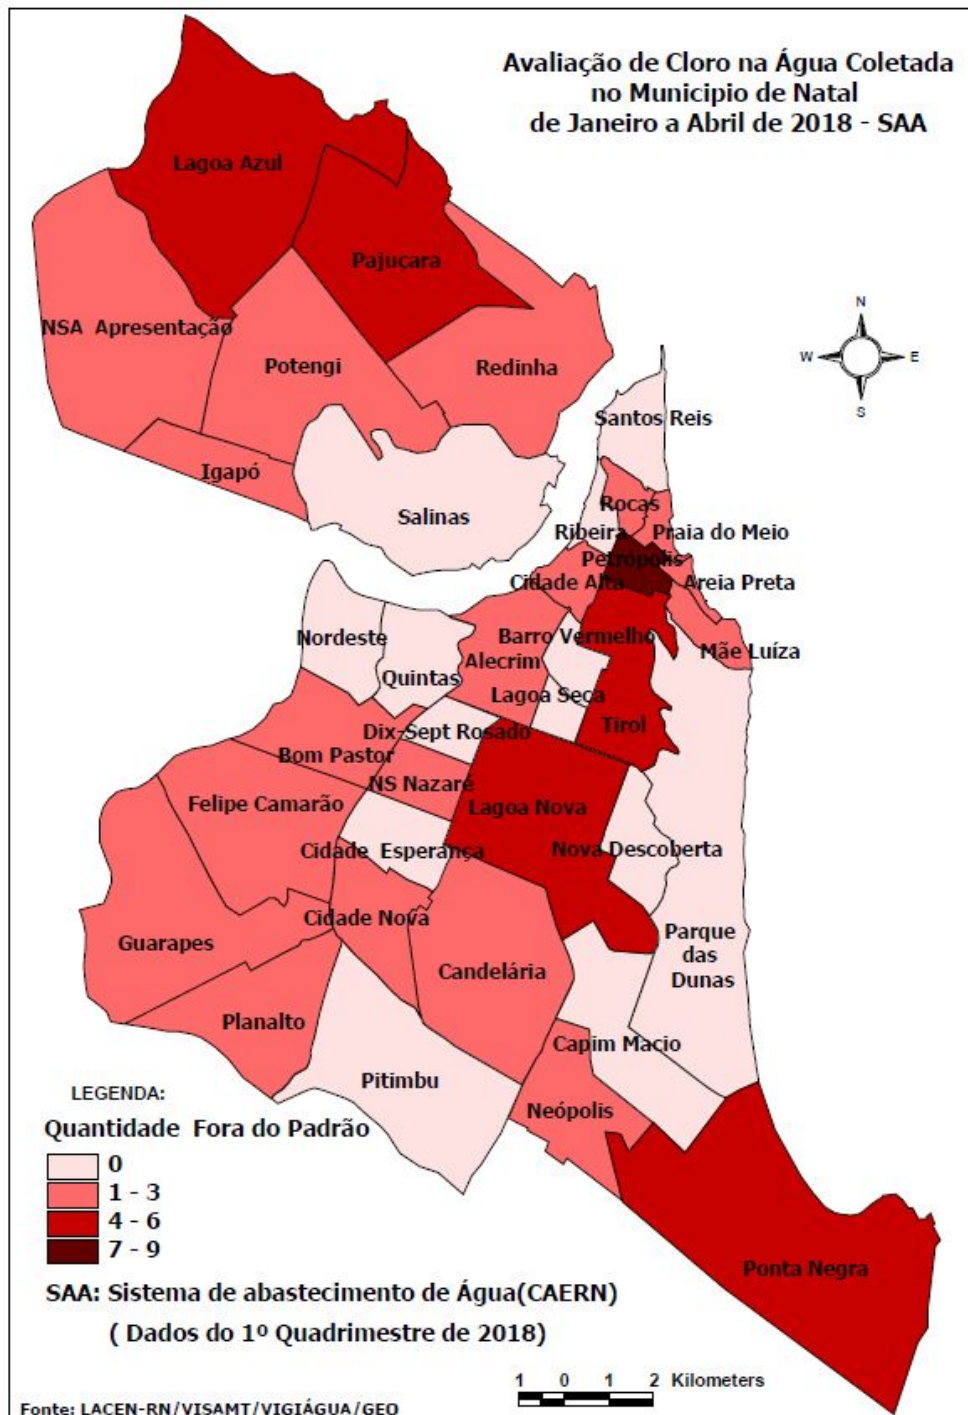 Avaliação de Cloro na Água Coletada
no Municipio de Natal
de Janeiro a Abril de 2018 - SAA
Lagoa Azul
Pajuçara
NSA  Apresentação
Potengi
Redinha
Igapó
Salinas
N
W
E
S
Santos Reis
Rocas
Ribeira
Praia do Meio
Petrópolis
Cidade Alta
Areia Preta
Mãe Luíza
Nordeste
Quintas
Barro Vermelho
Alecrim
Lagoa Seca
Tirol
Dix-Sept Rosado
Bom Pastor
NS Nazaré
Felipe Camarão
Lagoa Nova
Cidade  Esperança
Nova Descoberta
Cidade Nova
Guarapes
Candelária
Parque
das
Dunas
Planalto
Capim Macio
Pitimbu
Neópolis
Ponta Negra
LEGENDA:
Quantidade  Fora do Padrão
0
1 - 3
4 - 6
7 - 9
SAA: Sistema de abastecimento de Água(CAERN)
( Dados do 1º Quadrimestre de 2018)
1 0 1 2 Kilometers
Fonte: LACEN-RN/VISAMT/VIGIÁGUA/GEO